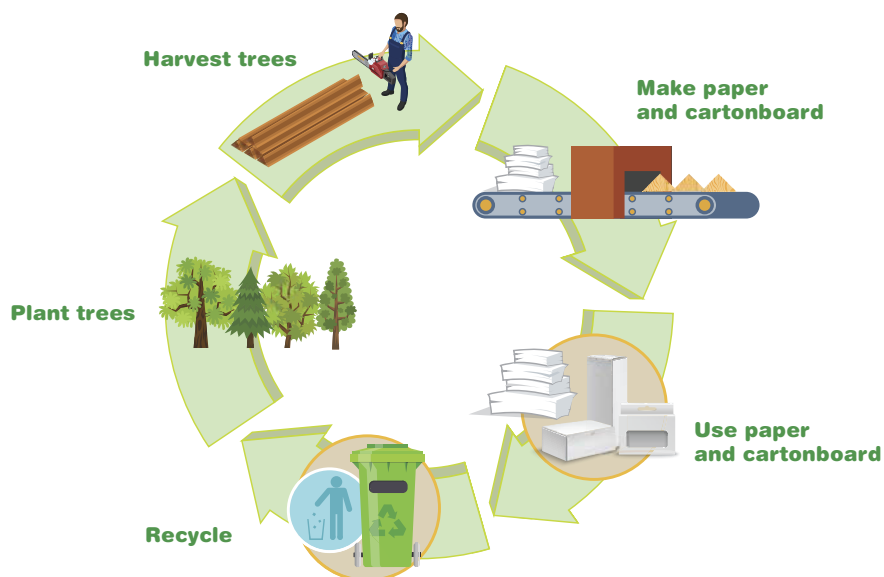 Harvest trees
Make paper
and cartonboard
Plant trees
Use paper
and cartonboard
Recycle